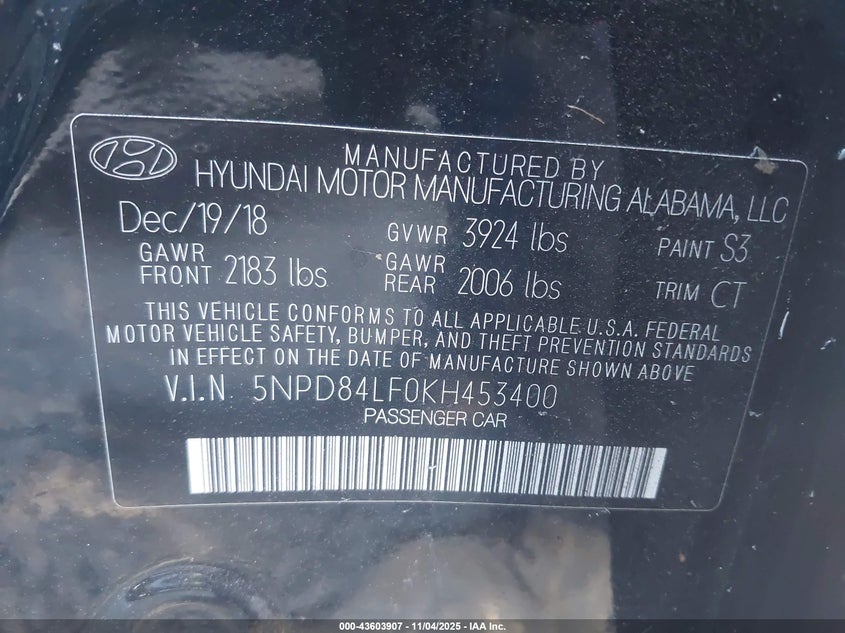 MANUFACTURED BY
HYUNDAI MOTOR MANUFACTURING ALABAMA, LLC
Dec/19/18 GVWR 3924 lbs PAINT S3
GAWR FRONT 2183 lbs GAWR REAR 2006 lbs TRIM CT
THIS VEHICLE CONFORMS TO ALL APPLICABLE U.S.A. FEDERAL
MOTOR VEHICLE SAFETY, BUMPER, AND THEFT PREVENTION STANDARDS
IN EFFECT ON THE DATE OF MANUFACTURE SHOWN ABOVE
V.I.N 5NPD84LF0KH453400
PASSENGER CAR
000-43603907 - 11/04/2025 - IAA Inc.